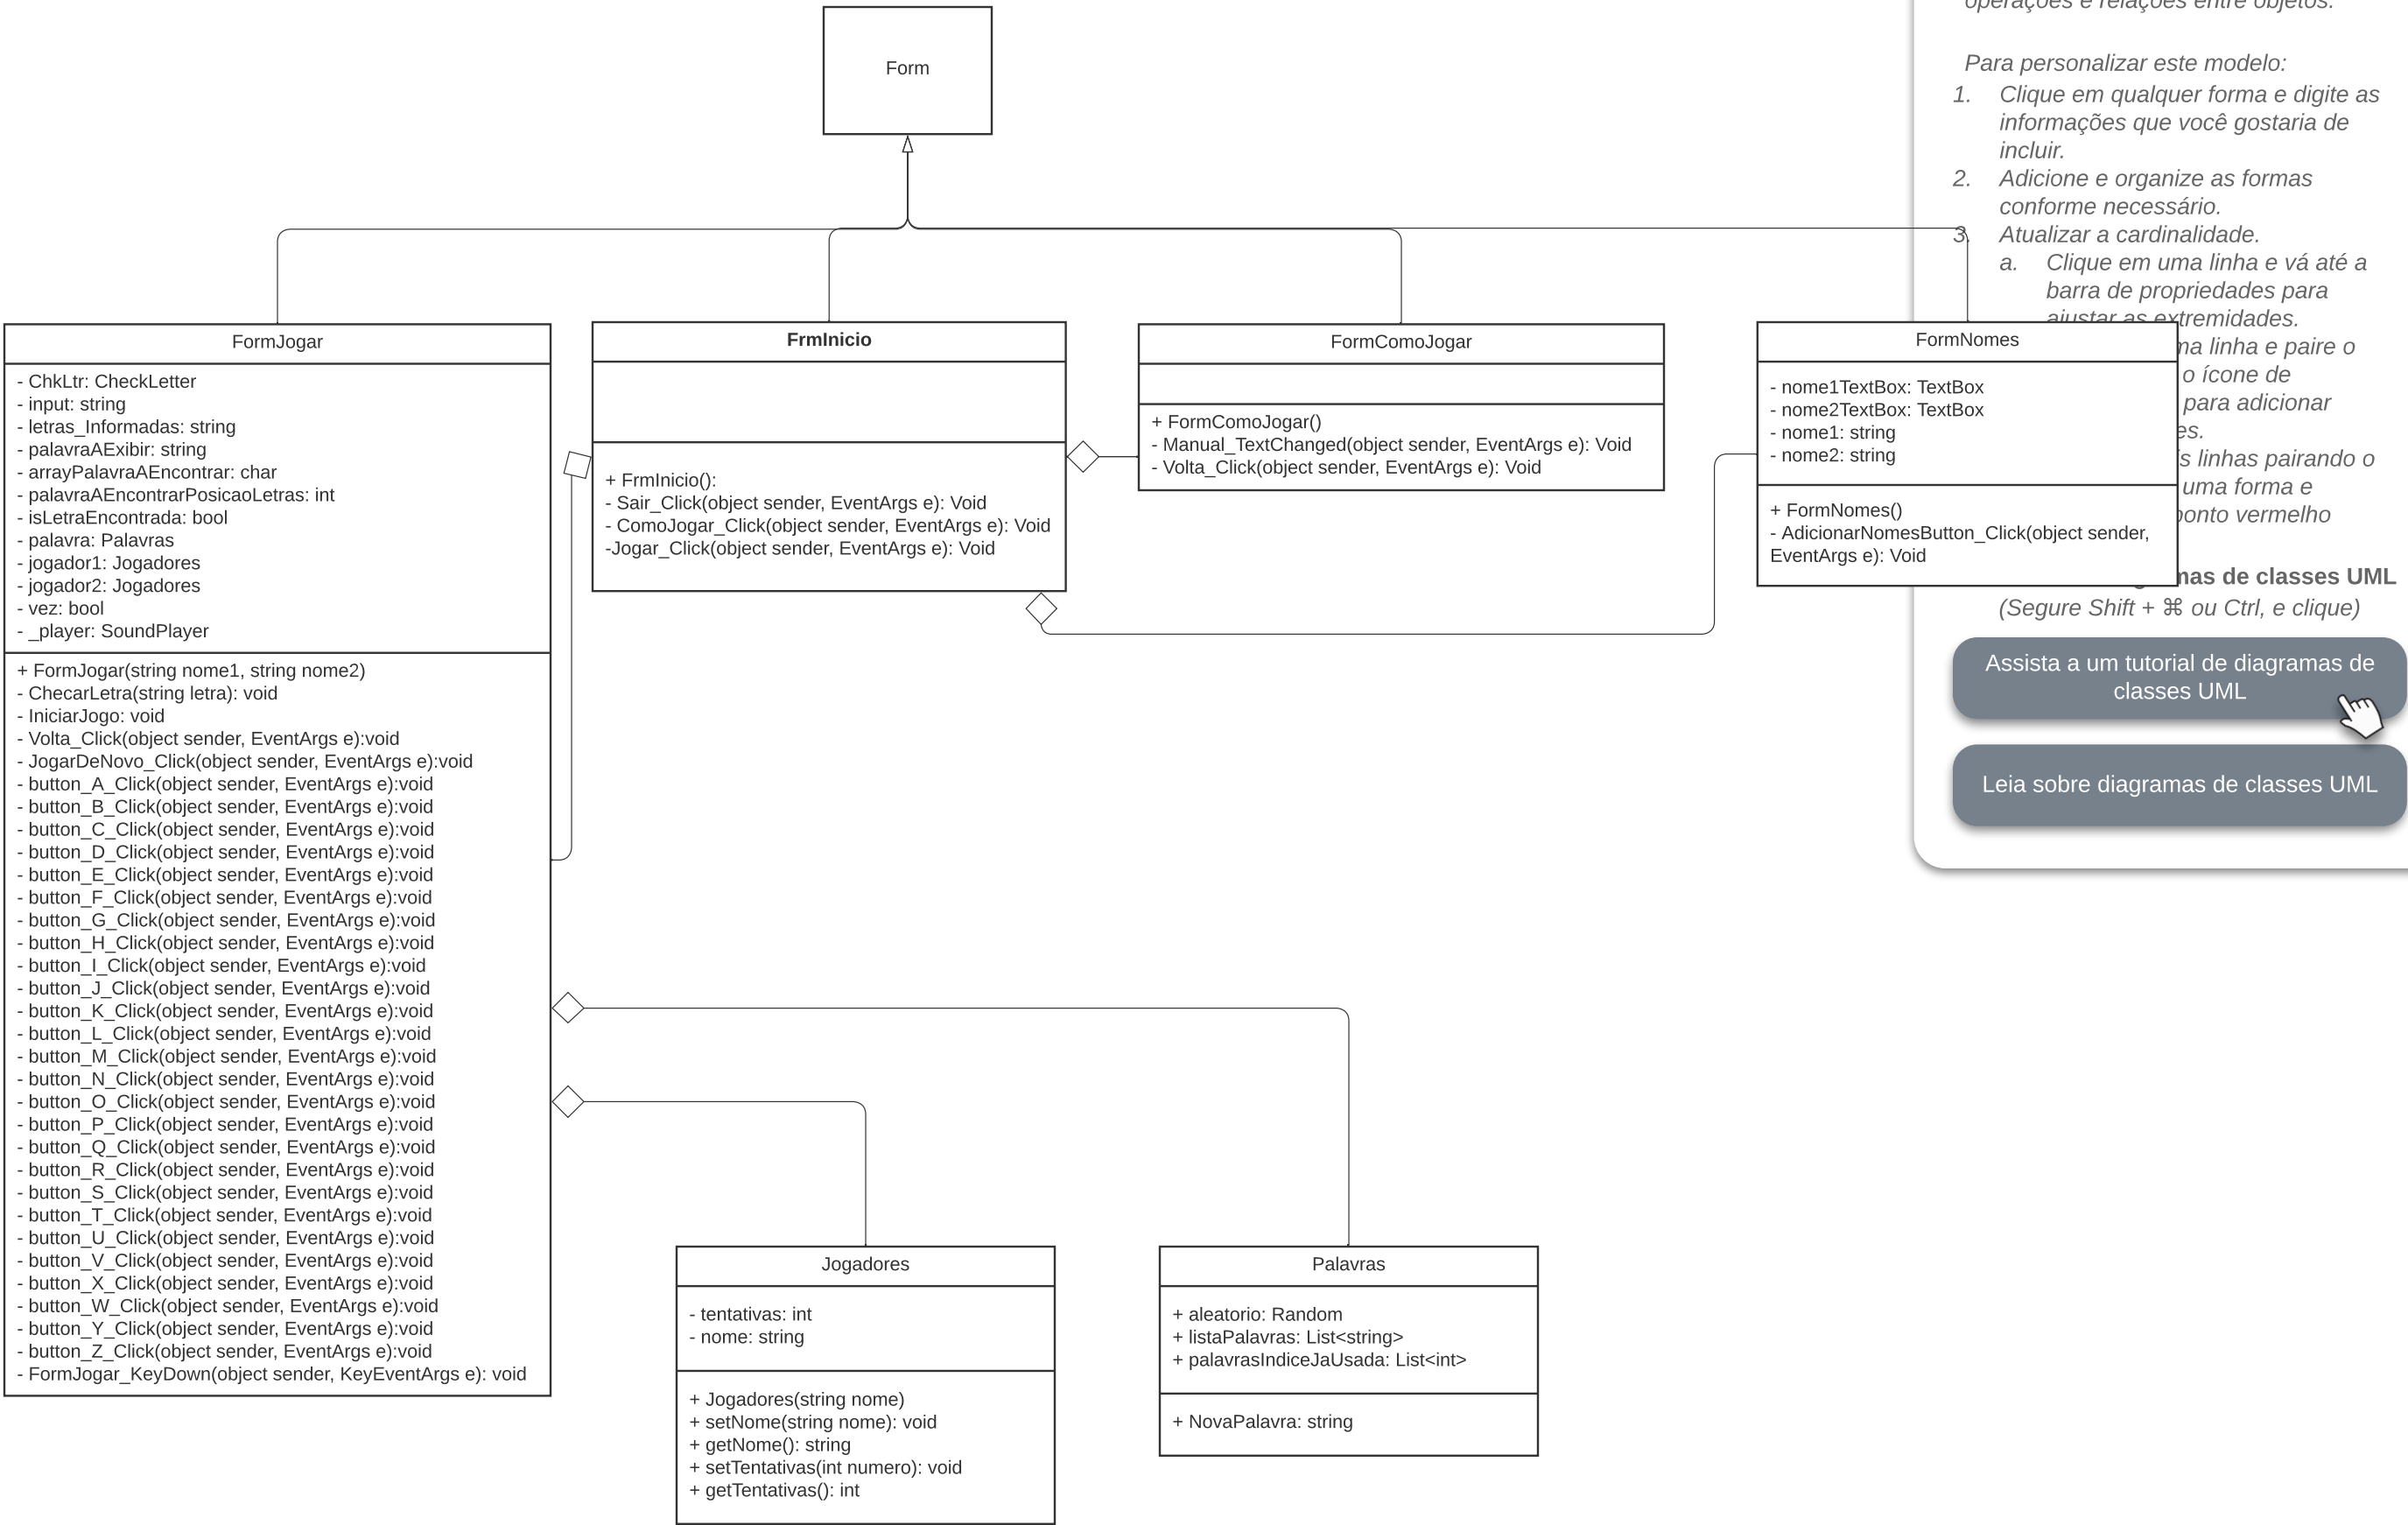 Form
FormJogar
- ChkLtr: CheckLetter
- input: string
- letras_Informadas: string
- palavraAExibir: string
- arrayPalavraAEncontrar: char
- palavraAEncontrarPosicaoLetras: int
- isLetraEncontrada: bool
- palavra: Palavras
- jogador1: Jogadores
- jogador2: Jogadores
- vez: bool
- _player: SoundPlayer
+ FormJogar(string nome1, string nome2)
- ChecarLetra(string letra): void
- IniciarJogo: void
- Volta_Click(object sender, EventArgs e):void
- JogarDeNovo_Click(object sender, EventArgs e):void
- button_A_Click(object sender, EventArgs e):void
- button_B_Click(object sender, EventArgs e):void
- button_C_Click(object sender, EventArgs e):void
- button_D_Click(object sender, EventArgs e):void
- button_E_Click(object sender, EventArgs e):void
- button_F_Click(object sender, EventArgs e):void
- button_G_Click(object sender, EventArgs e):void
- button_H_Click(object sender, EventArgs e):void
- button_I_Click(object sender, EventArgs e):void
- button_J_Click(object sender, EventArgs e):void
- button_K_Click(object sender, EventArgs e):void
- button_L_Click(object sender, EventArgs e):void
- button_M_Click(object sender, EventArgs e):void
- button_N_Click(object sender, EventArgs e):void
- button_O_Click(object sender, EventArgs e):void
- button_P_Click(object sender, EventArgs e):void
- button_Q_Click(object sender, EventArgs e):void
- button_R_Click(object sender, EventArgs e):void
- button_S_Click(object sender, EventArgs e):void
- button_T_Click(object sender, EventArgs e):void
- button_U_Click(object sender, EventArgs e):void
- button_V_Click(object sender, EventArgs e):void
- button_X_Click(object sender, EventArgs e):void
- button_W_Click(object sender, EventArgs e):void
- button_Y_Click(object sender, EventArgs e):void
- button_Z_Click(object sender, EventArgs e):void
- FormJogar_KeyDown(object sender, KeyEventArgs e): void
FrmInicio
+ FrmInicio():
- Sair_Click(object sender, EventArgs e): Void
- ComoJogar_Click(object sender, EventArgs e): Void
-Jogar_Click(object sender, EventArgs e): Void
FormComoJogar
+ FormComoJogar()
- Manual_TextChanged(object sender, EventArgs e): Void
- Volta_Click(object sender, EventArgs e): Void
FormNomes
- nome1TextBox: TextBox
- nome2TextBox: TextBox
- nome1: string
- nome2: string
+ FormNomes()
- AdicionarNomesButton_Click(object sender,
EventArgs e): Void
Jogadores
- tentativas: int
- nome: string
+ Jogadores(string nome)
+ setNome(string nome): void
+ getNome(): string
+ setTentativas(int numero): void
+ getTentativas(): int
Palavras
+ aleatorio: Random
+ listaPalavras: List<string>
+ palavrasIndiceJaUsada: List<int>
+ NovaPalavra: string
operações e relações entre objetos.
Para personalizar este modelo:
1. Clique em qualquer forma e digite as
informações que você gostaria de
incluir.
2. Adicione e organize as formas
conforme necessário.
3. Atualizar a cardinalidade.
a. Clique em uma linha e vá até a
barra de propriedades para
ajustar as extremidades.
linha e paire o
o ícone de
para adicionar
linhas pairando o
uma forma e
ponto vermelho
de classes UML
(Segure Shift + ⌘ ou Ctrl, e clique)
Assista a um tutorial de diagramas de
classes UML
Leia sobre diagramas de classes UML